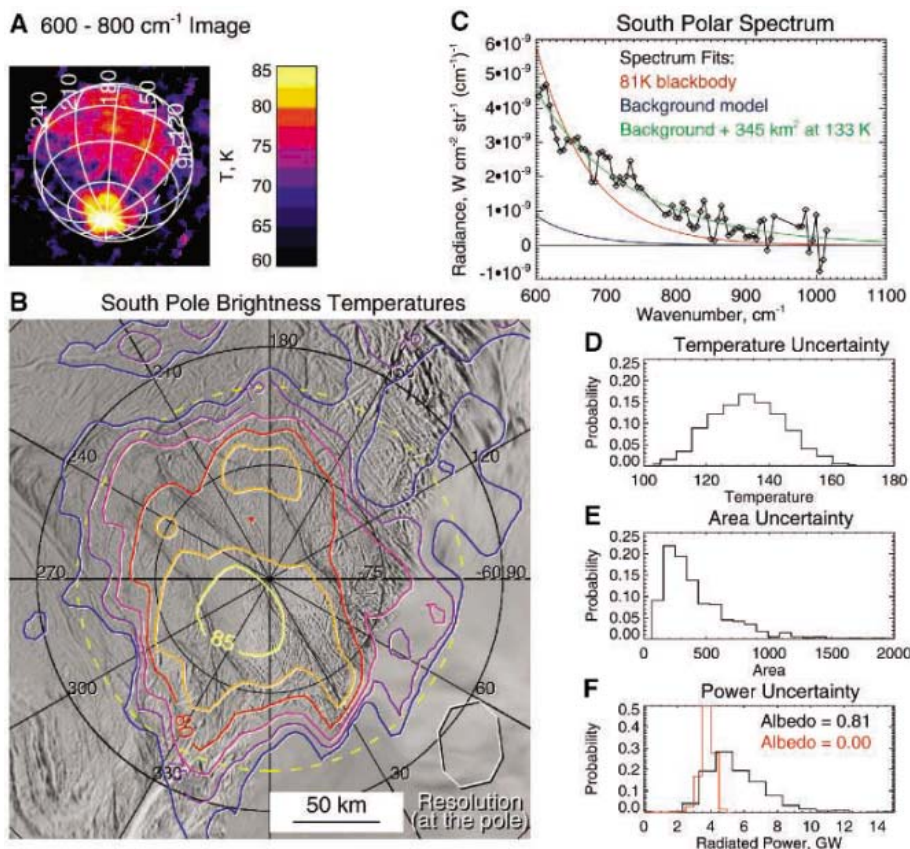 A 600 - 800 cm-1 Image
240
210
180
150
120
90
85
80
75
70
65
60
T, K
B South Pole Brightness Temperatures
180
210
150
240
120
270
-75
-60
90
300
60
330
30
85
80
50 km
Resolution
(at the pole)
C South Polar Spectrum
Radiance, W cm-2 str-1 (cm-1)-1
6•10-9
5•10-9
4•10-9
3•10-9
2•10-9
1•10-9
0
-1•10-9
Spectrum Fits:
81K blackbody
Background model
Background + 345 km2 at 133 K
600 700 800 900 1000 1100
Wavenumber, cm-1
D Temperature Uncertainty
Probability
0.25
0.20
0.15
0.10
0.05
0.00
100 120 140 160 180
Temperature
E Area Uncertainty
Probability
0.25
0.20
0.15
0.10
0.05
0.00
0 500 1000 1500 2000
Area
F Power Uncertainty
Probability
0.5
0.4
0.3
0.2
0.1
0.0
Albedo = 0.81
Albedo = 0.00
0 2 4 6 8 10 12 14
Radiated Power, GW